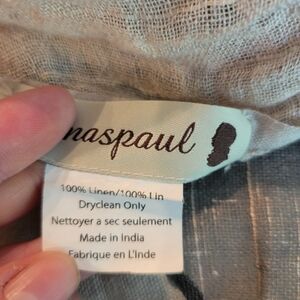 naspaul
100% Linen/100% Lin
Dryclean Only
Nettoyer a sec seulement
Made in India
Fabrique en L'Inde